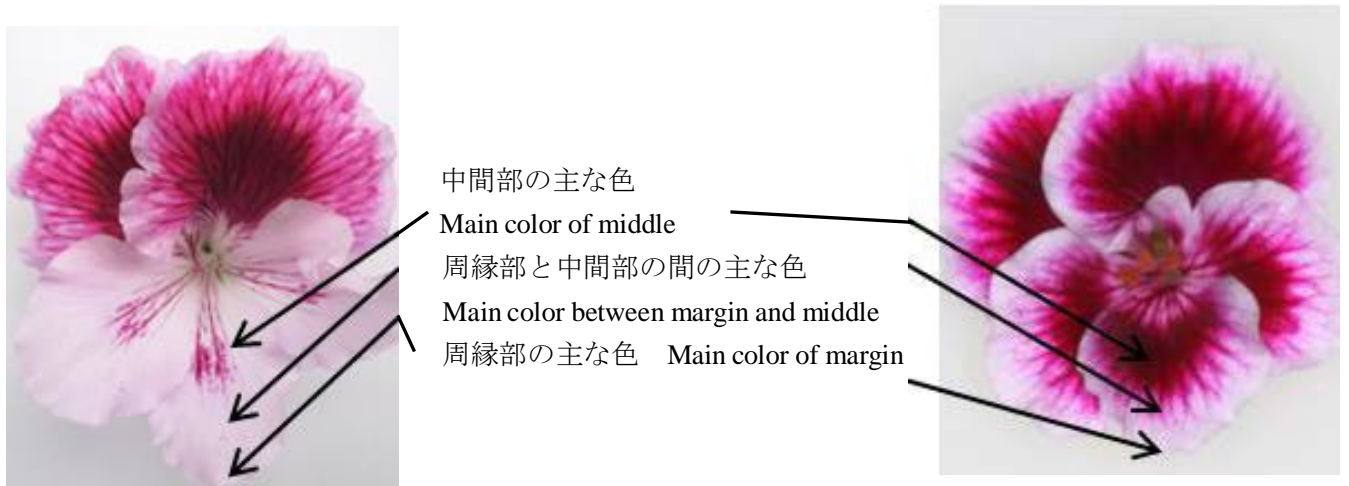 中間部の主な色
Main color of middle
周縁部と中間部の間の主な色
Main color between margin and middle
周縁部の主な色 Main color of margin